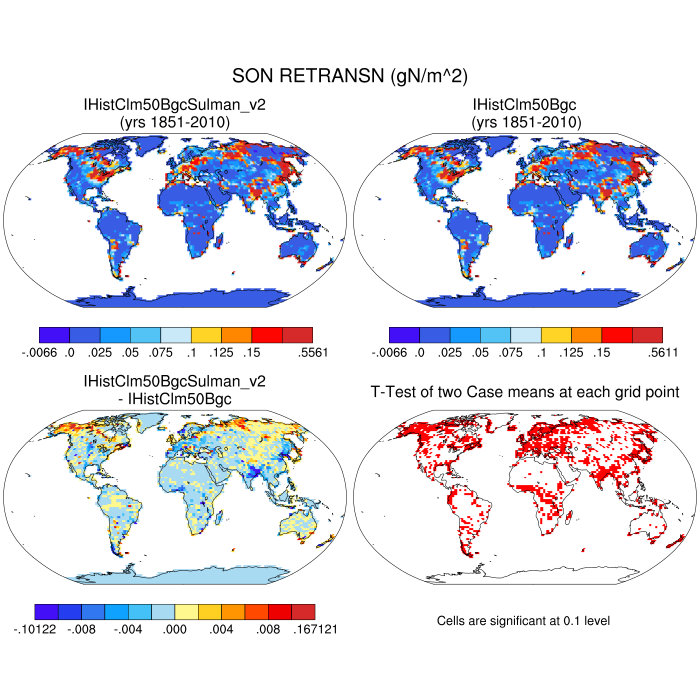 SON RETRANSN (gN/m^2)
IHistClm50BgcSulman_v2
(yrs 1851-2010)
IHistClm50Bgc
(yrs 1851-2010)
-.0066 .0 .025 .05 .075 .1 .125 .15 .5561
-.0066 .0 .025 .05 .075 .1 .125 .15 .5611
IHistClm50BgcSulman_v2
- IHistClm50Bgc
T-Test of two Case means at each grid point
-.10122 -.008 -.004 .000 .004 .008 .167121
Cells are significant at 0.1 level